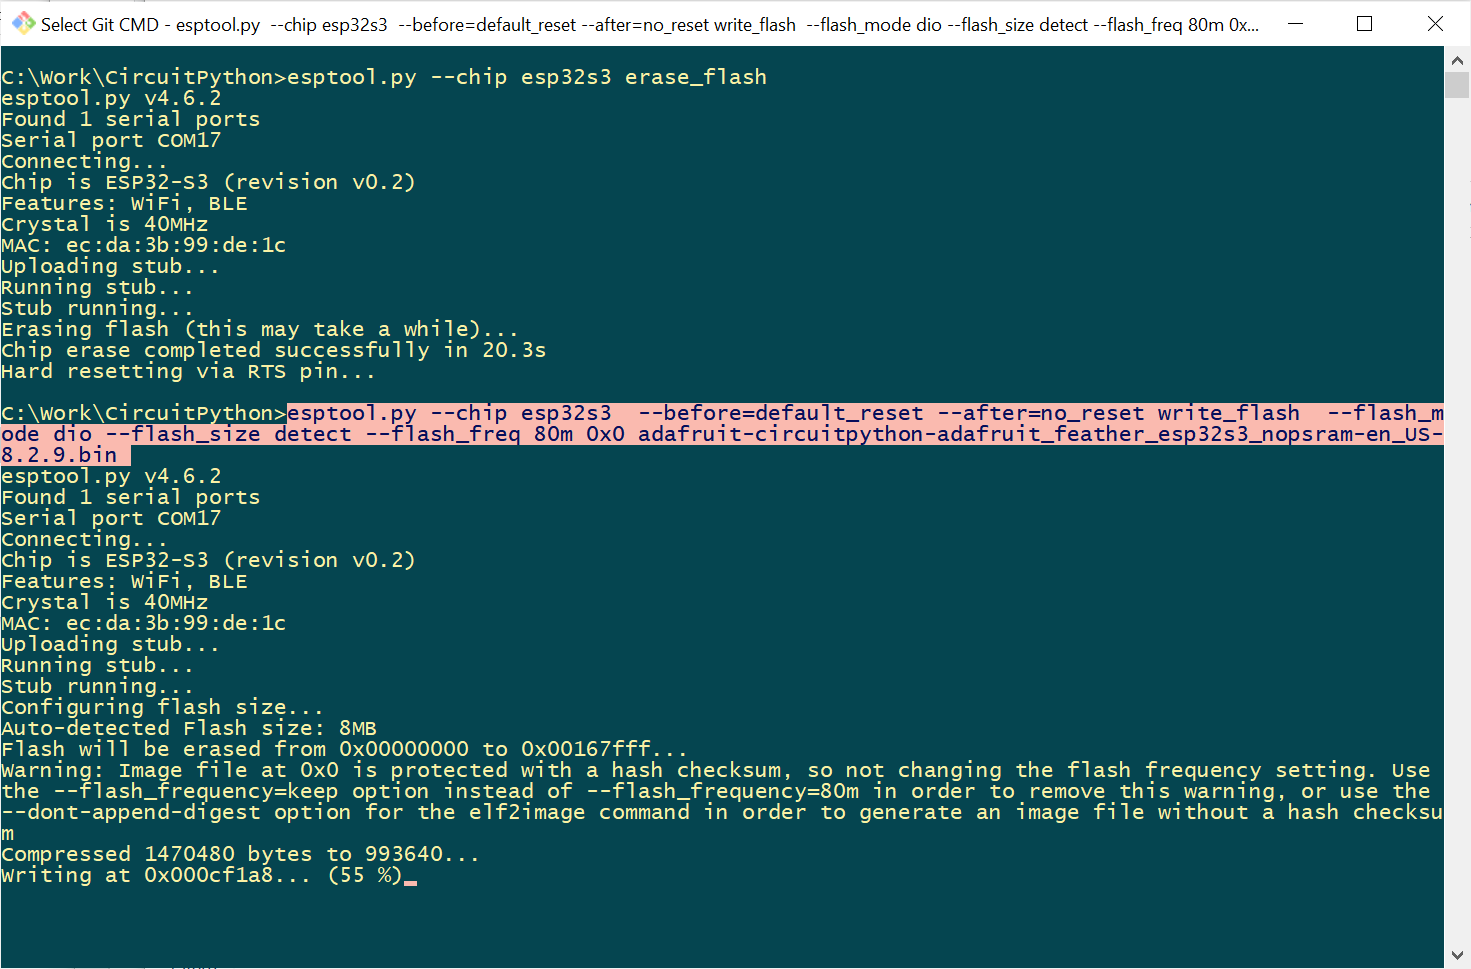 Select Git CMD - esptool.py  --chip esp32s3  --before=default_reset --after=no_reset write_flash  --flash_mode dio --flash_size detect --flash_freq 80m 0x...
C:\Work\CircuitPython>esptool.py --chip esp32s3 erase_flash
esptool.py v4.6.2
Found 1 serial ports
Serial port COM17
Connecting...
Chip is ESP32-S3 (revision v0.2)
Features: WiFi, BLE
Crystal is 40MHz
MAC: ec:da:3b:99:de:1c
Uploading stub...
Running stub...
Stub running...
Erasing flash (this may take a while)...
Chip erase completed successfully in 20.3s
Hard resetting via RTS pin...
C:\Work\CircuitPython>esptool.py --chip esp32s3  --before=default_reset --after=no_reset write_flash  --flash_m
ode dio --flash_size detect --flash_freq 80m 0x0 adafruit-circuitpython-adafruit_feather_esp32s3_nopsram-en_US-
8.2.9.bin
esptool.py v4.6.2
Found 1 serial ports
Serial port COM17
Connecting...
Chip is ESP32-S3 (revision v0.2)
Features: WiFi, BLE
Crystal is 40MHz
MAC: ec:da:3b:99:de:1c
Uploading stub...
Running stub...
Stub running...
Configuring flash size...
Auto-detected Flash size: 8MB
Flash will be erased from 0x00000000 to 0x00167fff...
Warning: Image file at 0x0 is protected with a hash checksum, so not changing the flash frequency setting. Use
the --flash_frequency=keep option instead of --flash_frequency=80m in order to remove this warning, or use the
--dont-append-digest option for the elf2image command in order to generate an image file without a hash checksu
m
Compressed 1470480 bytes to 993640...
Writing at 0x000cf1a8... (55 %)